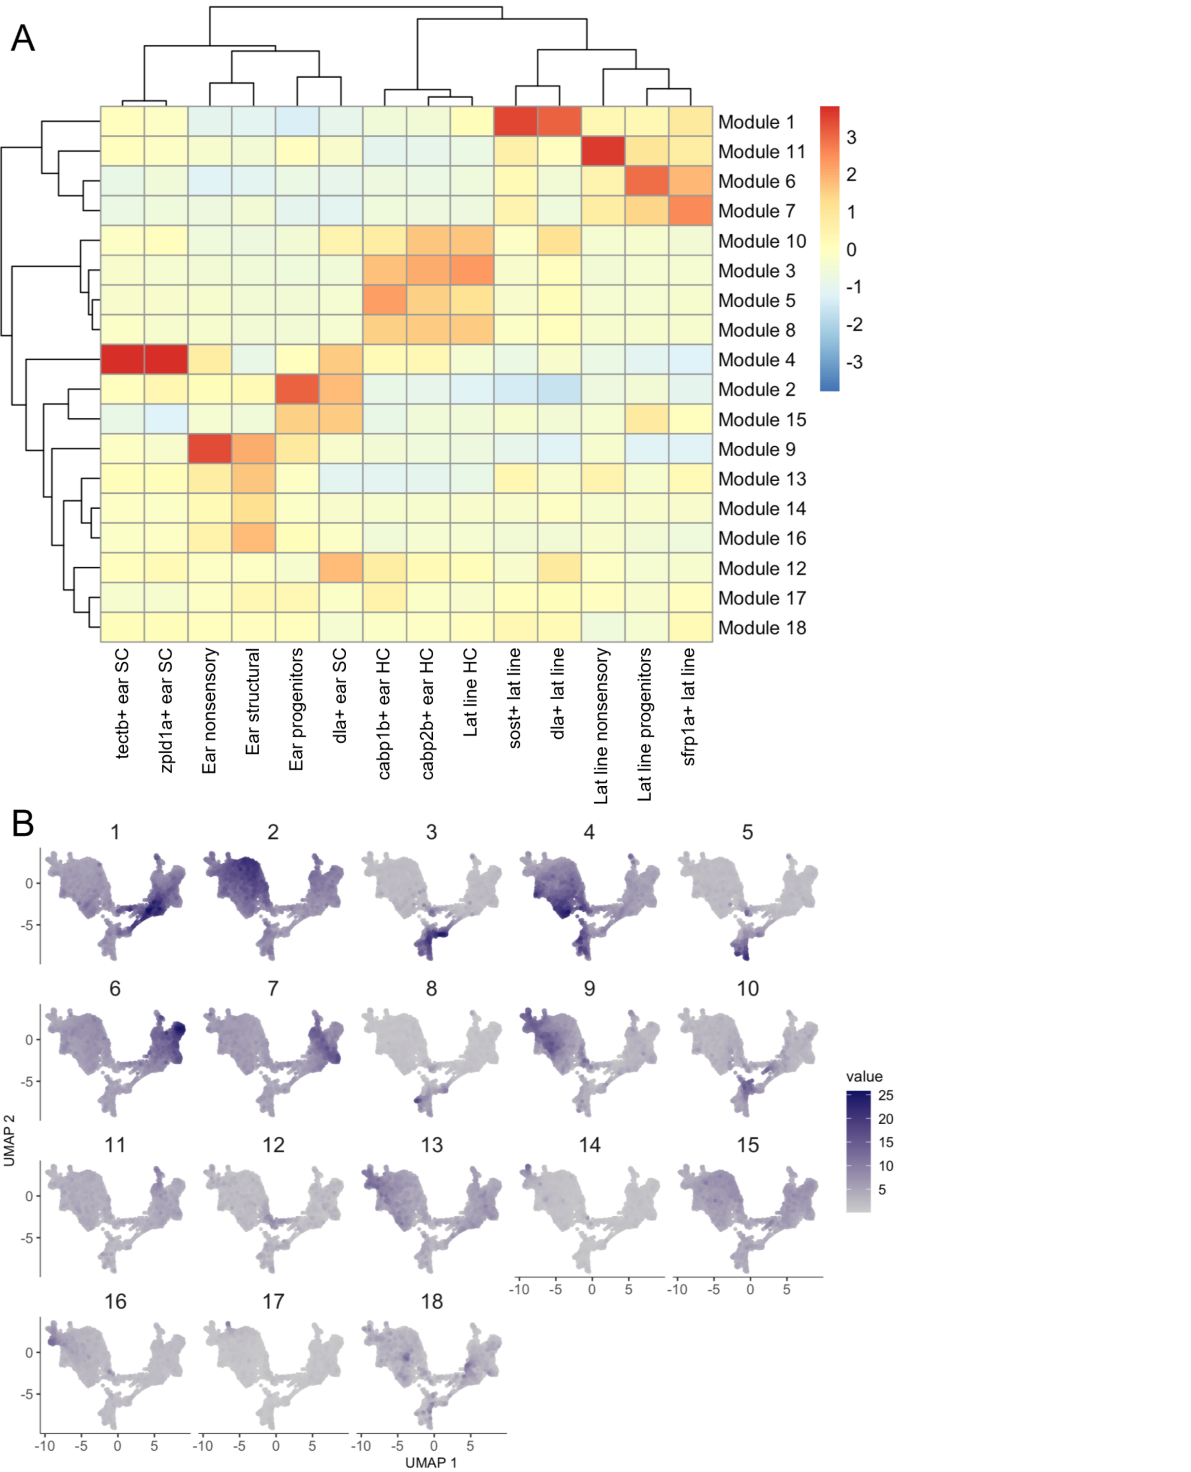 A
Module 1
Module 11
Module 6
Module 7
Module 10
Module 3
Module 5
Module 8
Module 4
Module 2
Module 15
Module 9
Module 13
Module 14
Module 16
Module 12
Module 17
Module 18
3
2
1
0
-1
-2
-3
tectb+ ear SC
zpld1a+ ear SC
Ear nonsensory
Ear structural
Ear progenitors
dla+ ear SC
cabp1b+ ear HC
cabp2b+ ear HC
Lat line HC
sost+ lat line
dla+ lat line
Lat line nonsensory
Lat line progenitors
sfrp1a+ lat line
B
1 2 3 4 5
0
-5
6 7 8 9 10
0
-5
11 12 13 14 15
0
-5
-10 -5 0 5 -10 -5 0 5
16 17 18
0
-5
-10 -5 0 5 -10 -5 0 5 -10 -5 0 5
UMAP 2
UMAP 1
value
25
20
15
10
5